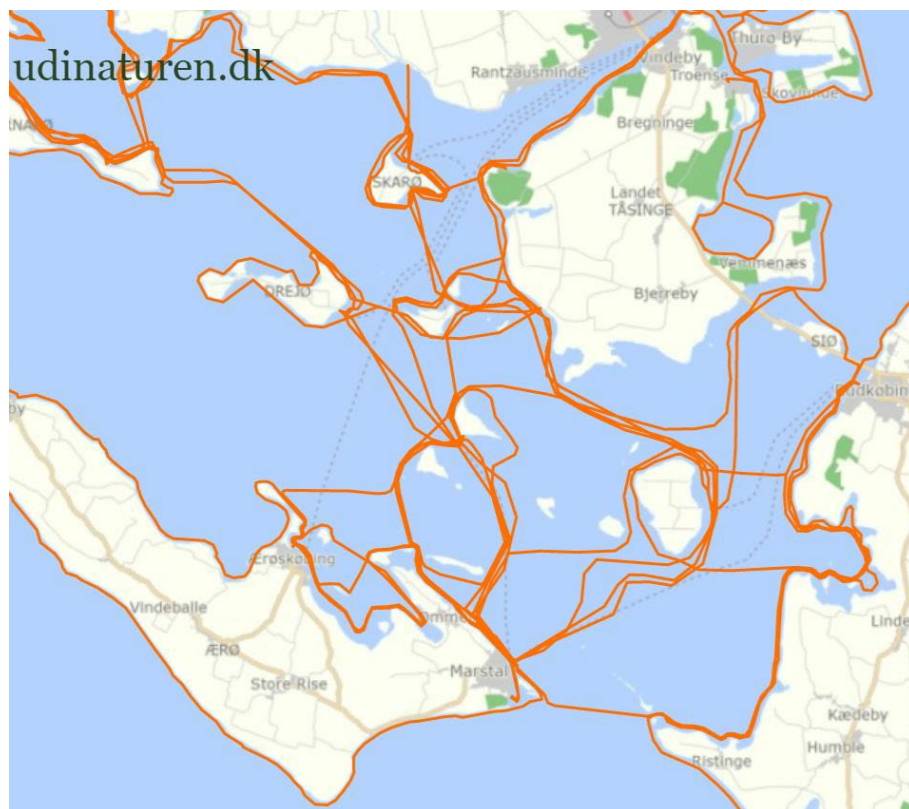 udinaturen.dk
Vindeby
Thurø By
Rantzausminde
Troense
Bregninge
SKARØ
Landet
TÅSINGE
Vemmenæs
DREJØ
Bjerreby
SIØ
Ærøskøbing
Vindeballe
Omme
ÆRØ
Marstal
Store Rise
Linde
Kædeby
Humble
Ristinge